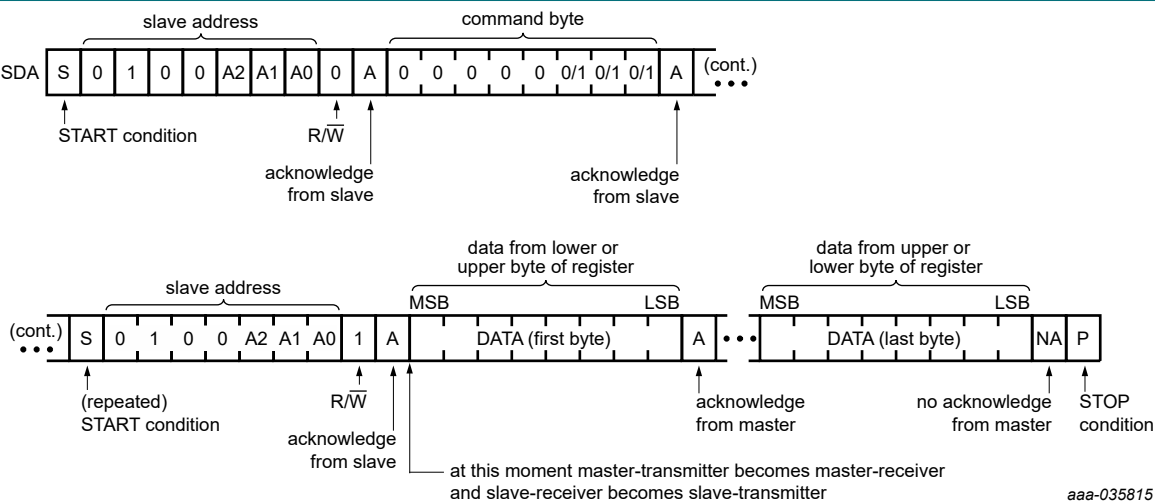 slave address
command byte
SDA S 0 1 0 0 A2 A1 A0 0 A 0 0 0 0 0 0/1 0/1 0/1 A (cont.)
START condition
R/W
acknowledge
from slave
acknowledge
from slave
data from lower or
upper byte of register
data from upper or
lower byte of register
slave address
MSB LSB MSB LSB
(cont.) S 0 1 0 0 A2 A1 A0 1 A DATA (first byte) A DATA (last byte) NA P
(repeated)
START condition
R/W
acknowledge
from slave
acknowledge
from master
no acknowledge
from master
STOP
condition
at this moment master-transmitter becomes master-receiver
and slave-receiver becomes slave-transmitter
aaa-035815